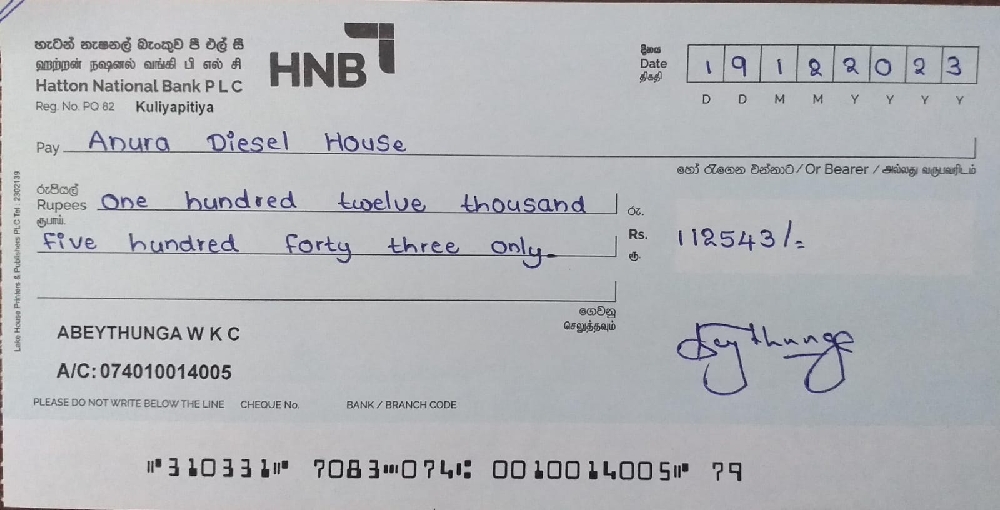 හැටන් නැෂනල් බැංකුව පී එල් සී
ஹற்றன் நஷனல் வங்கி பி எல் சி
Hatton National Bank P L C
Reg. No. PQ 82 Kuliyapitiya
HNB
දිනය
Date
திகதி
1 9 1 2 2 0 2 3
D D M M Y Y Y Y
Pay Anura Diesel House
හෝ රැගෙන එන්නාට / Or Bearer / அல்லது வருபவரிடம்
රුපියල්
Rupees One hundred twelve thousand
ரூபாய்
five hundred forty three only
රු.
Rs. 112543/=
ரூ.
ගෙවනු
செலுத்தவும்
ABEYTHUNGA W K C
A/C: 074010014005
PLEASE DO NOT WRITE BELOW THE LINE CHEQUE No. BANK / BRANCH CODE
⑈310331⑈ 7083⑉074⑆ 0010014005⑈ 79
Lake House Printers & Publishers PLC Tel : 2302139